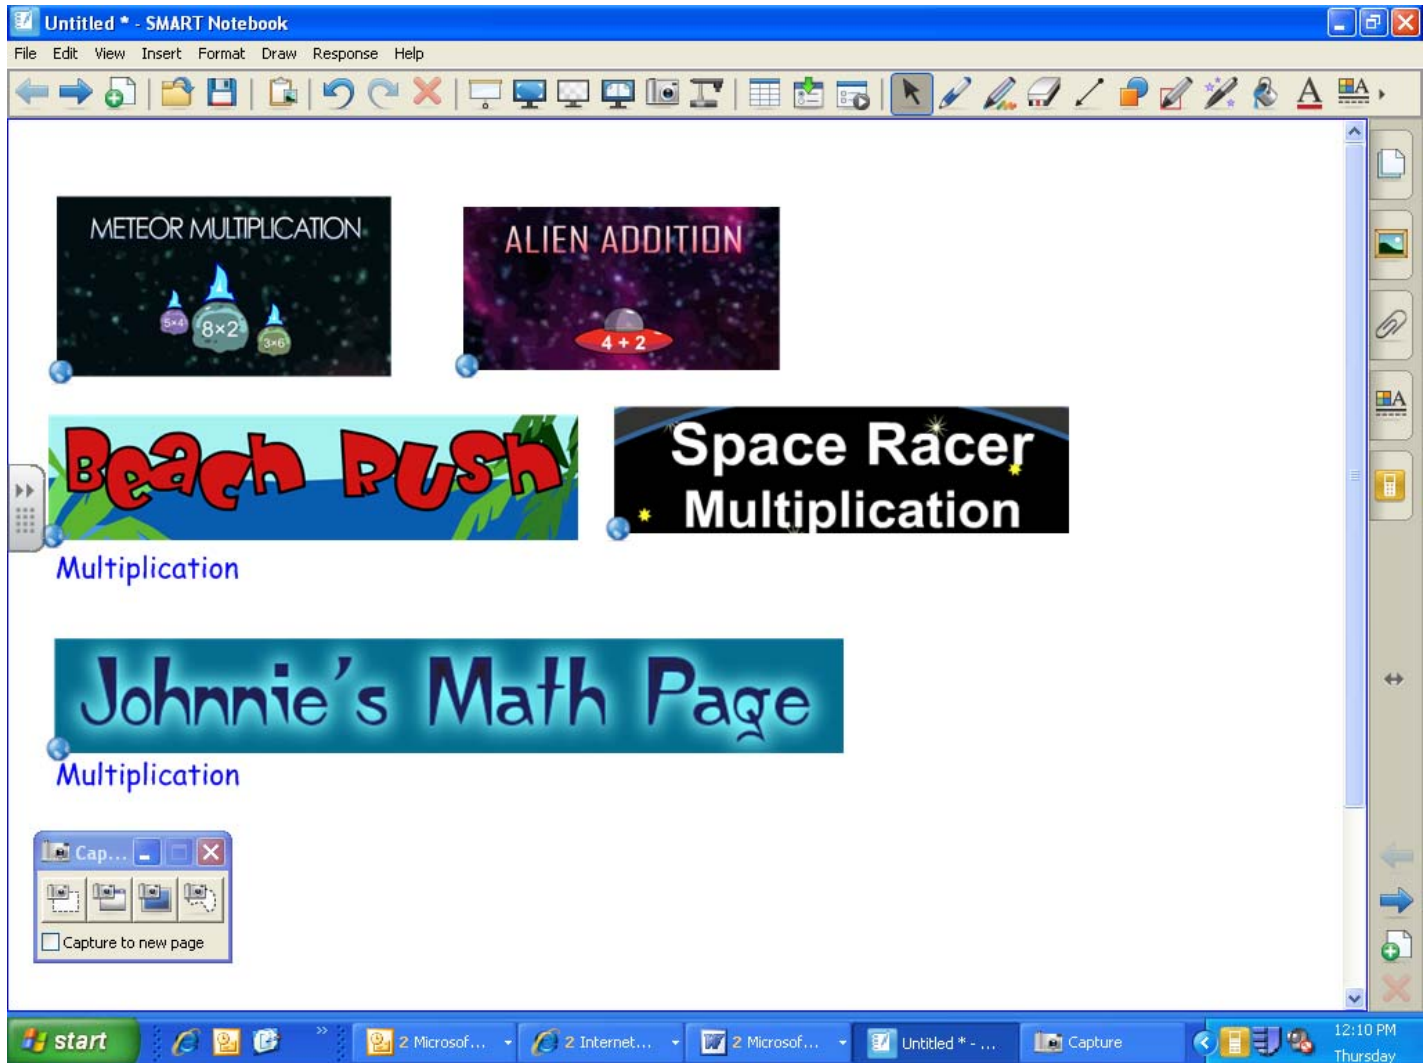 Untitled * - SMART Notebook
File Edit View Insert Format Draw Response Help
METEOR MULTIPLICATION
5×4
8×2
3×6
ALIEN ADDITION
4 + 2
Beach Rush
Space Racer
Multiplication
Multiplication
Johnnie's Math Page
Multiplication
Cap...
Capture to new page
start
2 Microsof...
2 Internet...
2 Microsof...
Untitled * - ...
Capture
12:10 PM
Thursday